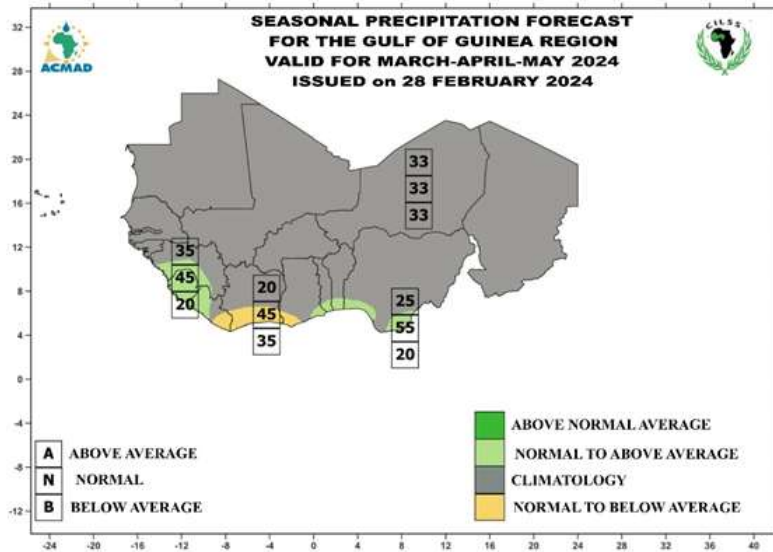 SEASONAL PRECIPITATION FORECAST
FOR THE GULF OF GUINEA REGION
VALID FOR MARCH-APRIL-MAY 2024
ISSUED on 28 FEBRUARY 2024
ACMAD
CILSS
32
28
24
20
16
12
8
4
0
-4
-8
-12
33
33
33
35
45
20
20
45
35
25
55
20
A ABOVE AVERAGE
N NORMAL
B BELOW AVERAGE
ABOVE NORMAL AVERAGE
NORMAL TO ABOVE AVERAGE
CLIMATOLOGY
NORMAL TO BELOW AVERAGE
-24 -20 -16 -12 -8 -4 0 4 8 12 16 20 24 28 32 36 40